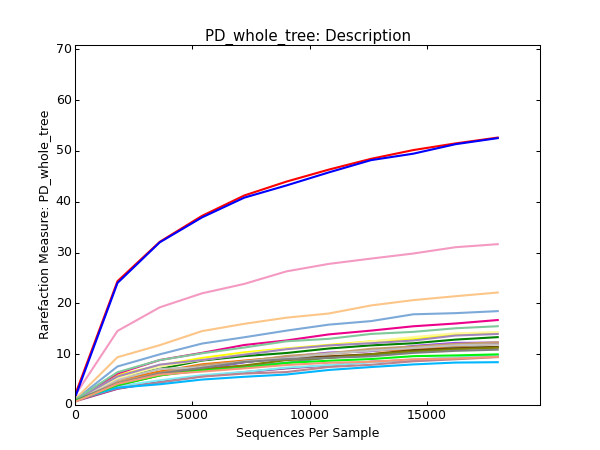 PD_whole_tree: Description
70
60
50
40
30
20
10
0
Rarefaction Measure: PD_whole_tree
0 5000 10000 15000
Sequences Per Sample